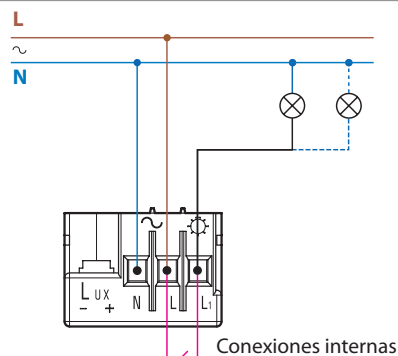 L
~
N
~
L UX
- +
N L L1
Conexiones internas